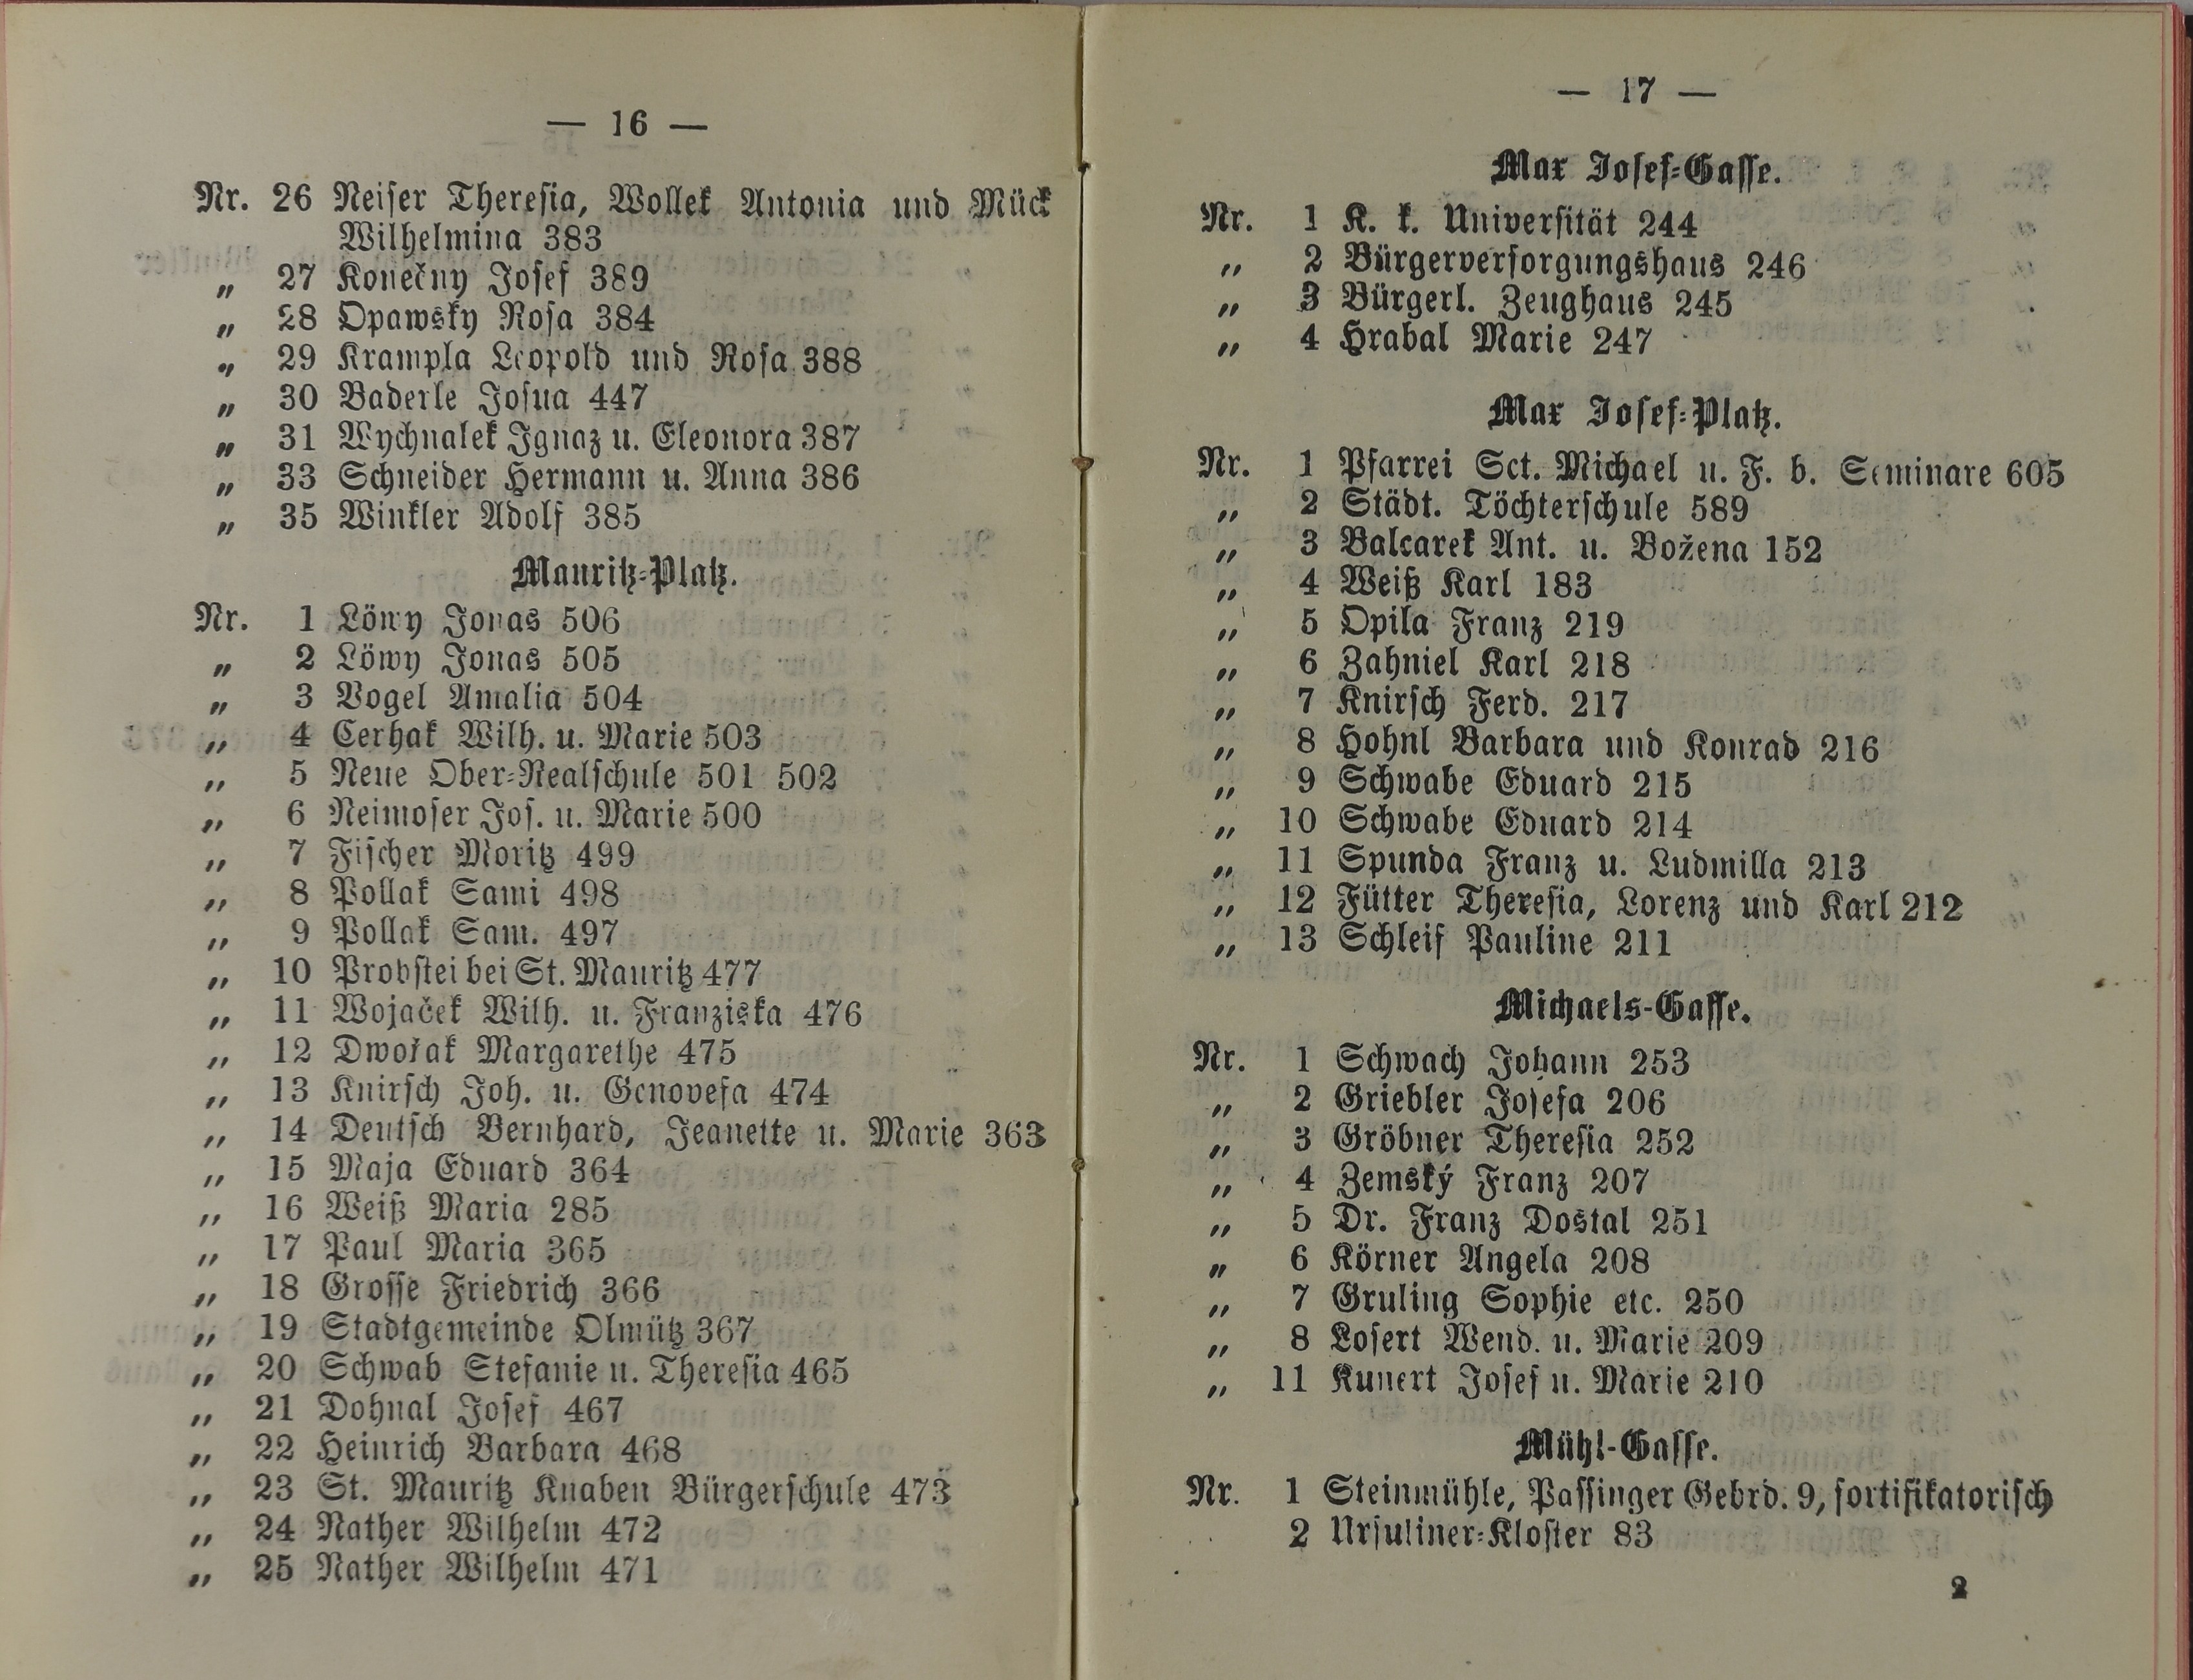 — 16 —
Nr. 26 Neiser Theresia, Wollek Antonia und Mück
Wilhelmina 383
„ 27 Konečny Josef 389
„ 28 Opawsky Rosa 384
„ 29 Krampla Leopold und Rosa 388
„ 30 Baderle Josua 447
„ 31 Wychnalek Ignaz u. Eleonora 387
„ 33 Schneider Hermann u. Anna 386
„ 35 Winkler Adolf 385
Mauritz-Platz.
Nr. 1 Löwy Jonas 506
„ 2 Löwy Jonas 505
„ 3 Vogel Amalia 504
„ 4 Cerhak Wilh. u. Marie 503
„ 5 Neue Ober-Realschule 501 502
„ 6 Neimoser Jos. u. Marie 500
„ 7 Fischer Moritz 499
„ 8 Pollak Sami 498
„ 9 Pollak Sam. 497
„ 10 Probstei bei St. Mauritz 477
„ 11 Wojaček Wilh. u. Franziska 476
„ 12 Dwořak Margarethe 475
„ 13 Knirsch Joh. u. Genovefa 474
„ 14 Deutsch Bernhard, Jeanette u. Marie 363
„ 15 Maja Eduard 364
„ 16 Weiß Maria 285
„ 17 Paul Maria 365
„ 18 Grosse Friedrich 366
„ 19 Stadtgemeinde Olmütz 367
„ 20 Schwab Stefanie u. Theresia 465
„ 21 Dohnal Josef 467
„ 22 Heinrich Barbara 468
„ 23 St. Mauritz Knaben Bürgerschule 473
„ 24 Nather Wilhelm 472
„ 25 Nather Wilhelm 471
— 17 —
Max Josef-Gasse.
Nr. 1 K. k. Universität 244
„ 2 Bürgerversorgungshaus 246
„ 3 Bürgerl. Zeughaus 245
„ 4 Hrabal Marie 247
Max Josef-Platz.
Nr. 1 Pfarrei Sct. Michael u. F. b. Seminare 605
„ 2 Städt. Töchterschule 589
„ 3 Balcarek Ant. u. Božena 152
„ 4 Weiß Karl 183
„ 5 Opila Franz 219
„ 6 Zahniel Karl 218
„ 7 Knirsch Ferd. 217
„ 8 Hohnl Barbara und Konrad 216
„ 9 Schwabe Eduard 215
„ 10 Schwabe Eduard 214
„ 11 Spunda Franz u. Ludmilla 213
„ 12 Fütter Theresia, Lorenz und Karl 212
„ 13 Schleif Pauline 211
Michaels-Gasse.
Nr. 1 Schwach Johann 253
„ 2 Griebler Josefa 206
„ 3 Gröbner Theresia 252
„ 4 Zemský Franz 207
„ 5 Dr. Franz Dostal 251
„ 6 Körner Angela 208
„ 7 Gruling Sophie etc. 250
„ 8 Losert Wend. u. Marie 209
„ 11 Kunert Josef u. Marie 210
Mühl-Gasse.
Nr. 1 Steinmühle, Passinger Gebrd. 9, fortifikatorisch
2 Ursuliner-Kloster 83
2